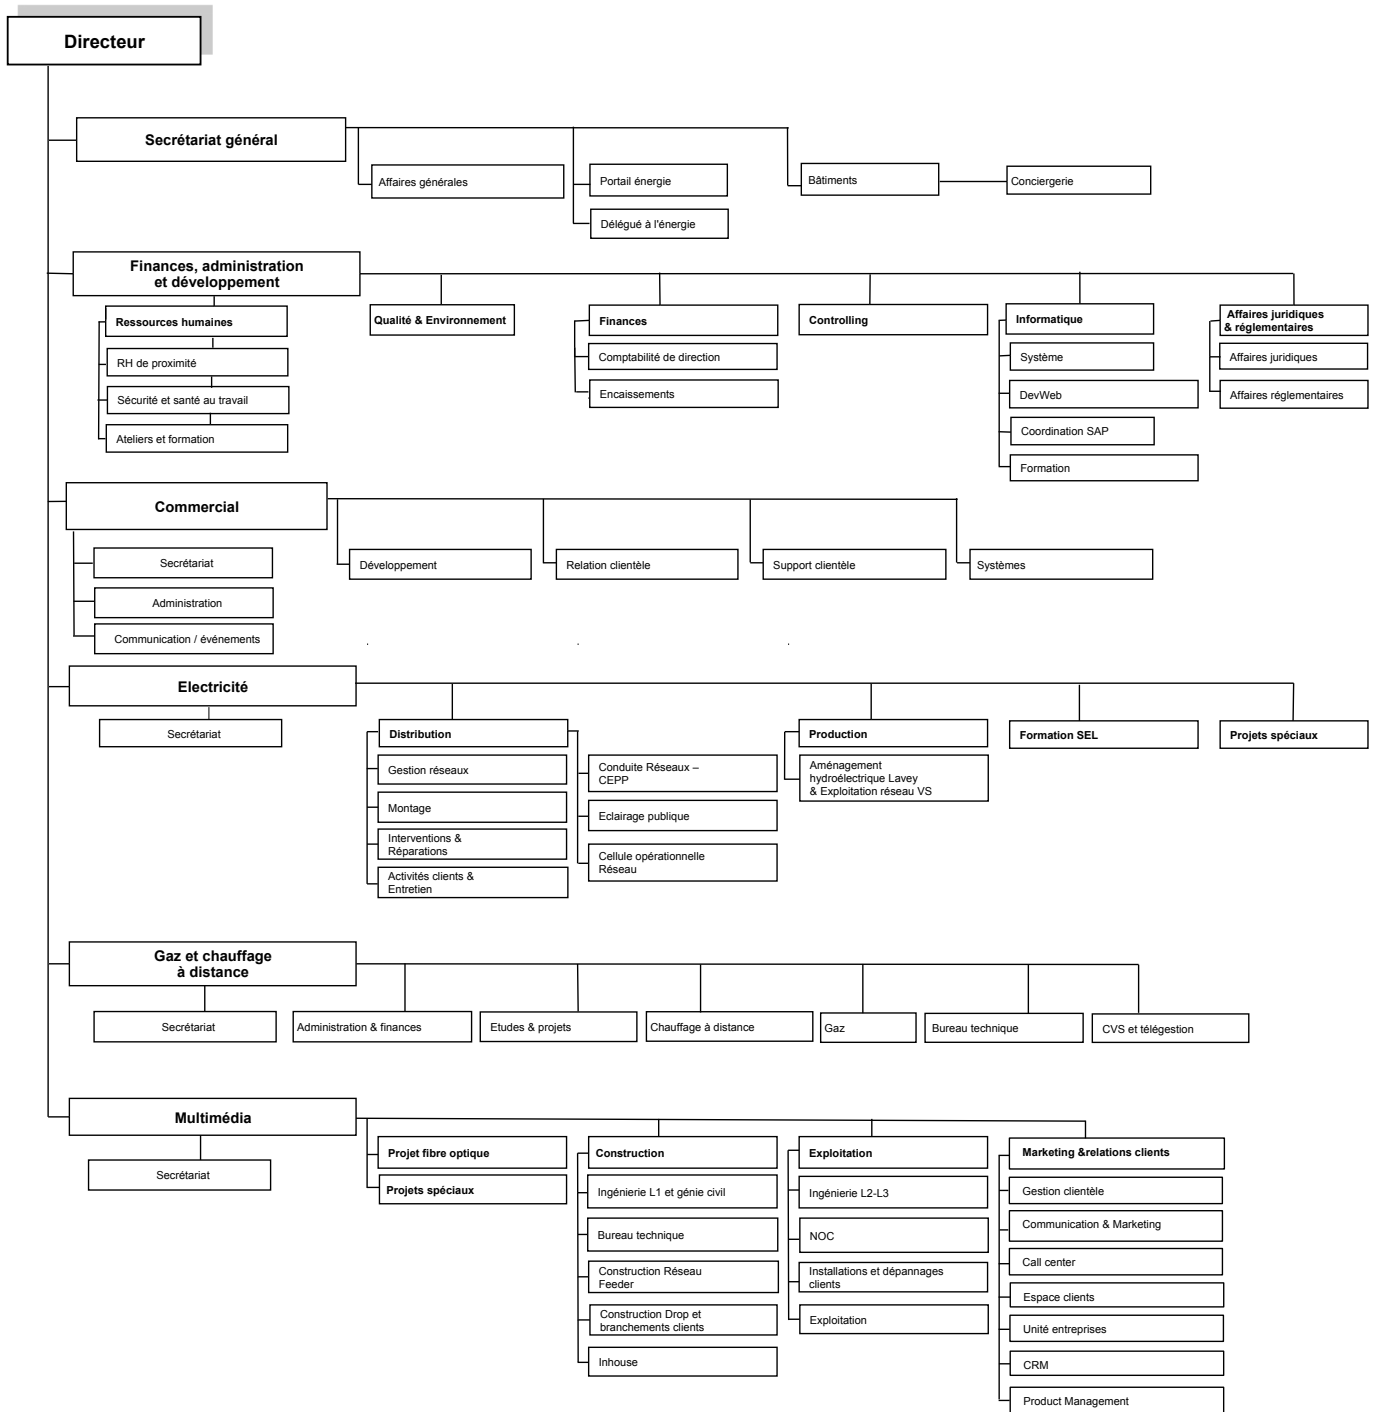 Directeur
Secrétariat général
Affaires générales
Portail énergie
Délégué à l'énergie
Bâtiments
Conciergerie
Finances, administration
et développement
Ressources humaines
RH de proximité
Sécurité et santé au travail
Ateliers et formation
Qualité & Environnement
Finances
Comptabilité de direction
Encaissements
Controlling
Informatique
Système
DevWeb
Coordination SAP
Formation
Affaires juridiques
& réglementaires
Affaires juridiques
Affaires réglementaires
Commercial
Secrétariat
Administration
Communication / événements
Développement
Relation clientèle
Support clientèle
Systèmes
Electricité
Secrétariat
Distribution
Gestion réseaux
Montage
Interventions &
Réparations
Activités clients &
Entretien
Conduite Réseaux –
CEPP
Eclairage publique
Cellule opérationnelle
Réseau
Production
Aménagement
hydroélectrique Lavey
& Exploitation réseau VS
Formation SEL
Projets spéciaux
Gaz et chauffage
à distance
Secrétariat
Administration & finances
Etudes & projets
Chauffage à distance
Gaz
Bureau technique
CVS et télégestion
Multimédia
Secrétariat
Projet fibre optique
Projets spéciaux
Construction
Ingénierie L1 et génie civil
Bureau technique
Construction Réseau
Feeder
Construction Drop et
branchements clients
Inhouse
Exploitation
Ingénierie L2-L3
NOC
Installations et dépannages
clients
Exploitation
Marketing &relations clients
Gestion clientèle
Communication & Marketing
Call center
Espace clients
Unité entreprises
CRM
Product Management